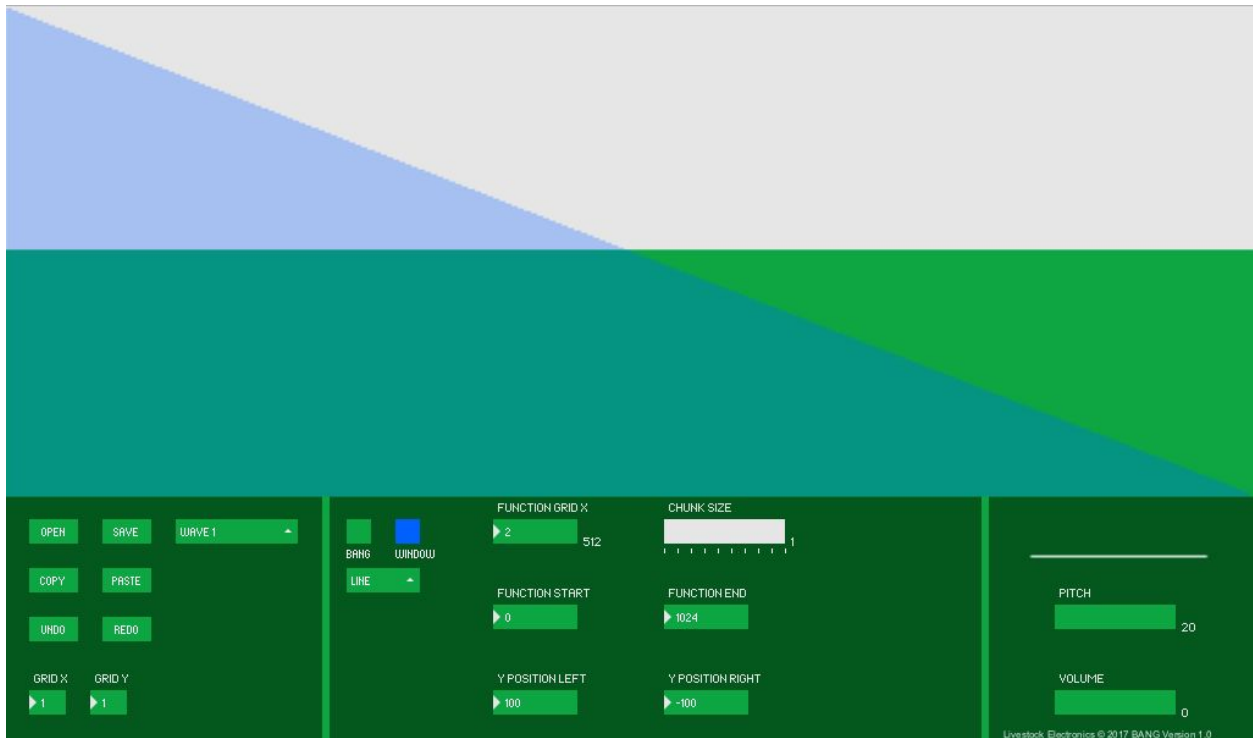 OPEN SAVE WAVE 1
COPY PASTE
UNDO REDO
GRID X GRID Y
1 1
BANG WINDOW
LINE
FUNCTION GRID X
2 512
CHUNK SIZE
1
FUNCTION START
0
FUNCTION END
1024
Y POSITION LEFT
100
Y POSITION RIGHT
-100
PITCH
20
VOLUME
0
Livestock Electronics © 2017 BANG Version 1.0